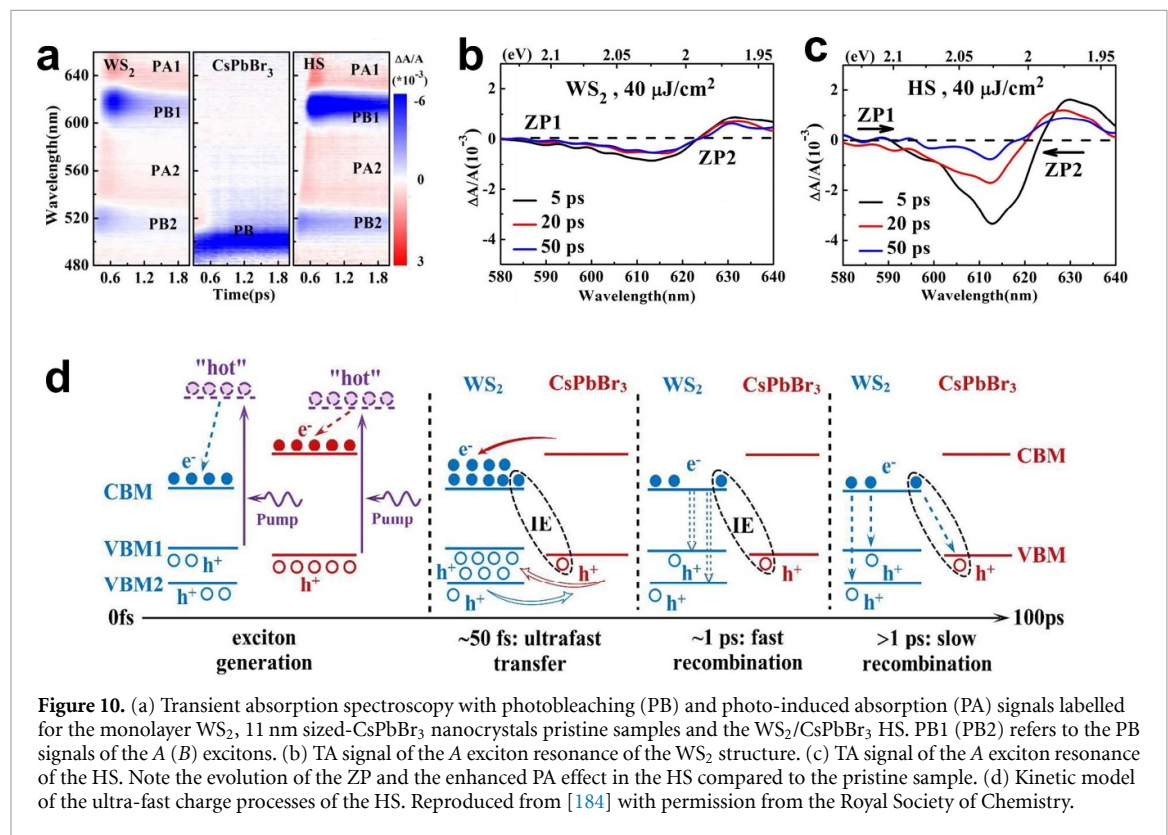 a
WS2
CsPbBr3
HS
PA1
PB1
PA2
PB2
PB
PA1
PB1
PA2
PB2
ΔA/A
(*10-3)
-6
0
3
640
600
560
520
480
Wavelength(nm)
0.6 1.2 1.8 0.6 1.2 1.8 0.6 1.2 1.8
Time(ps)
b
(eV) 2.1 2.05 2 1.95
WS2 , 40 μJ/cm2
ZP1
ZP2
5 ps
20 ps
50 ps
2
0
-2
-4
ΔA/A(10-3)
580 590 600 610 620 630 640
Wavelength(nm)
c
(eV) 2.1 2.05 2 1.95
HS , 40 μJ/cm2
ZP1
ZP2
5 ps
20 ps
50 ps
2
0
-2
-4
ΔA/A(10-3)
580 590 600 610 620 630 640
Wavelength(nm)
d
"hot"
"hot"
WS2 CsPbBr3
WS2 CsPbBr3
WS2 CsPbBr3
e-
e-
e-
e-
e-
CBM
CBM
Pump
Pump
IE
IE
VBM1
VBM2
VBM
h+
h+
h+
h+
h+
h+
h+
h+
h+
h+
h+
0fs
100ps
exciton
generation
~50 fs: ultrafast
transfer
~1 ps: fast
recombination
>1 ps: slow
recombination
Figure 10. (a) Transient absorption spectroscopy with photobleaching (PB) and photo-induced absorption (PA) signals labelled
for the monolayer WS2, 11 nm sized-CsPbBr3 nanocrystals pristine samples and the WS2/CsPbBr3 HS. PB1 (PB2) refers to the PB
signals of the A (B) excitons. (b) TA signal of the A exciton resonance of the WS2 structure. (c) TA signal of the A exciton resonance
of the HS. Note the evolution of the ZP and the enhanced PA effect in the HS compared to the pristine sample. (d) Kinetic model
of the ultra-fast charge processes of the HS. Reproduced from [184] with permission from the Royal Society of Chemistry.